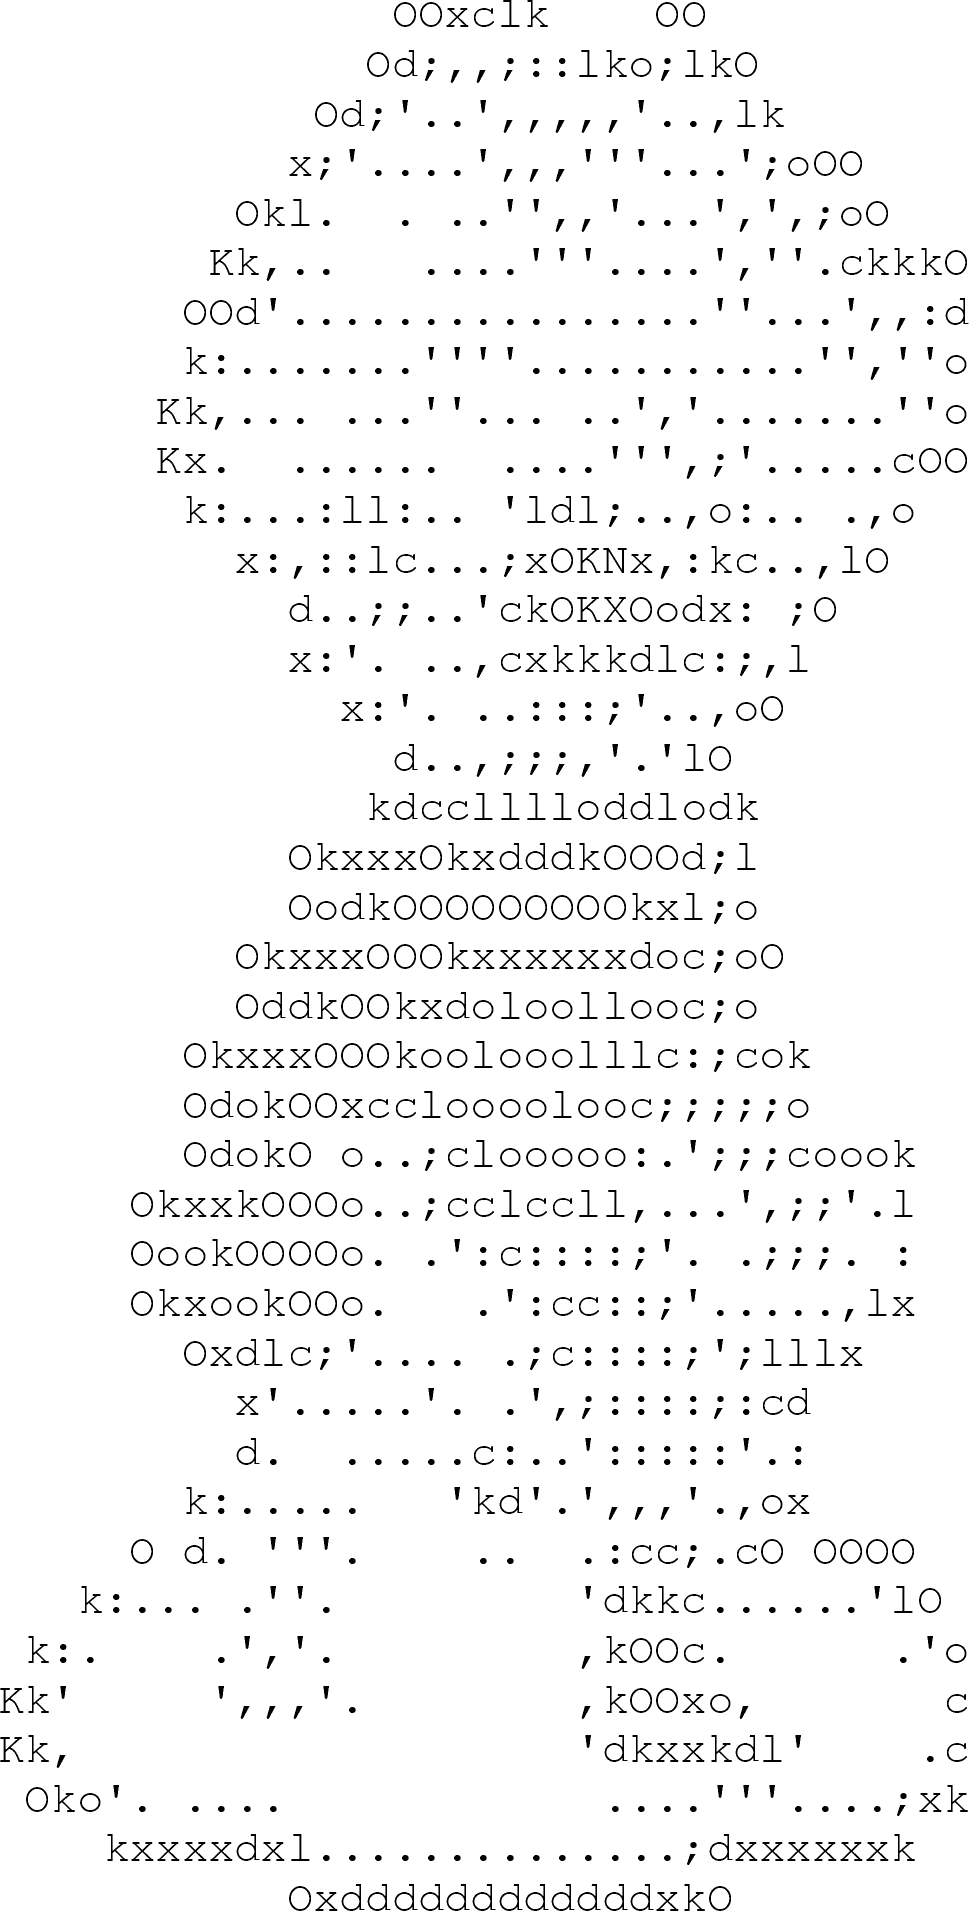 OOxclk    OO
Od;,,;::lko;lkO
Od;'..',,,,,'..,lk
x;'....',,,'''...';oOO
Okl.  . ..'',,'...',',;oO
Kk,..   ....'''....',''.ckkkO
OOd'................''...',,:d
k:.......''''...........'',''o
Kk,... ...''... ..','.......''o
Kx.  ......  ....''',;'.....cOO
k:...:ll:.. 'ldl;..,o:.. .,o
x:,::lc...;xOKNx,:kc..,lO
d..;;..'ckOKXOodx: ;O
x:'. ..,cxkkkdlc:;,l
x:'. ..:::;'..,oO
d..,;;;,'.'lO
kdcclllloddlodk
OkxxxOkxdddkOOOd;l
OodkOOOOOOOOOkxl;o
OkxxxOOOkxxxxxxdoc;oO
OddkOOkxdoloollooc;o
OkxxxOOOkoolooolllc:;cok
OdokOOxccloooolooc;;;;;o
OdokO o..;clooooo:.';;;coook
OkxxkOOOo..;cclccll,...',;;'.l
OookOOOOo. .':c::::;'. .;;;. :
OkxookOOo.   .':cc::;'.....,lx
Oxdlc;'.... .;c::::;';lllx
x'.....'. .',;::::;:cd
d.  .....c:..':::::'.:
k:.....   'kd'.',,,'.,ox
O d. '''.    ..  .:cc;.cO OOOO
k:... .''.         'dkkc......'lO
k:.    .','.         ,kOOc.      .'o
Kk'     ',,,'.        ,kOOxo,       c
Kk,                   'dkxxkdl'    .c
Oko'. ....            ....'''....;xk
kxxxxdxl..............;dxxxxxxk
OxddddddddddddxkO